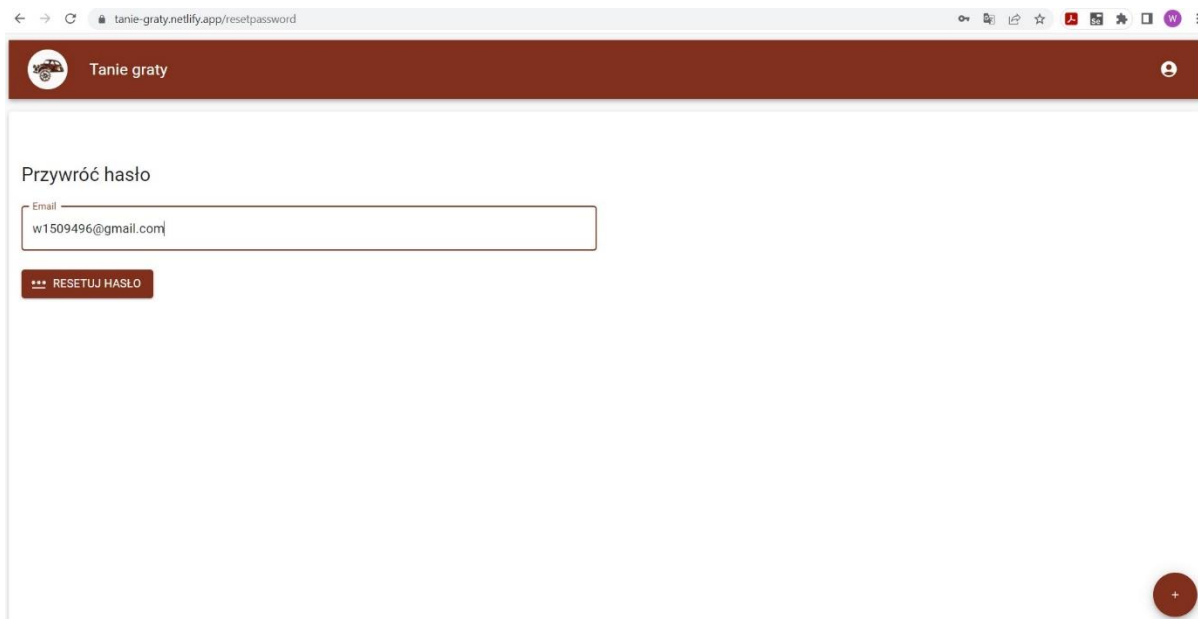 tanie-graty.netlify.app/resetpassword
W
Tanie graty
Przywróć hasło
Email
w1509496@gmail.com
RESETUJ HASŁO
+